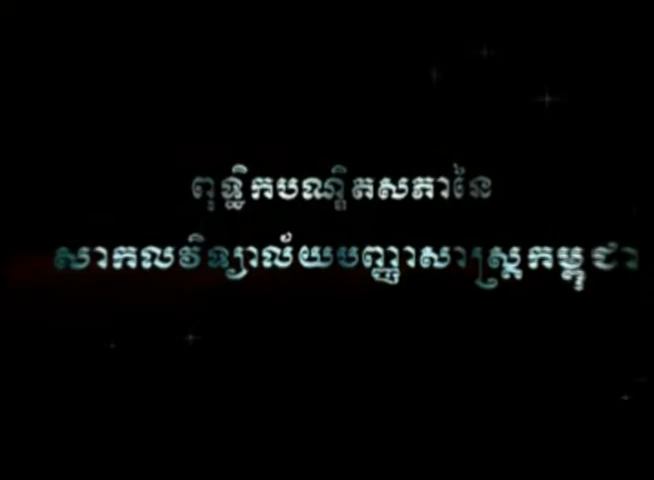 ពុទ្ធិកបណ្ឌិតសភានៃ
សាកលវិទ្យាល័យបញ្ញាសាស្ត្រកម្ពុជា